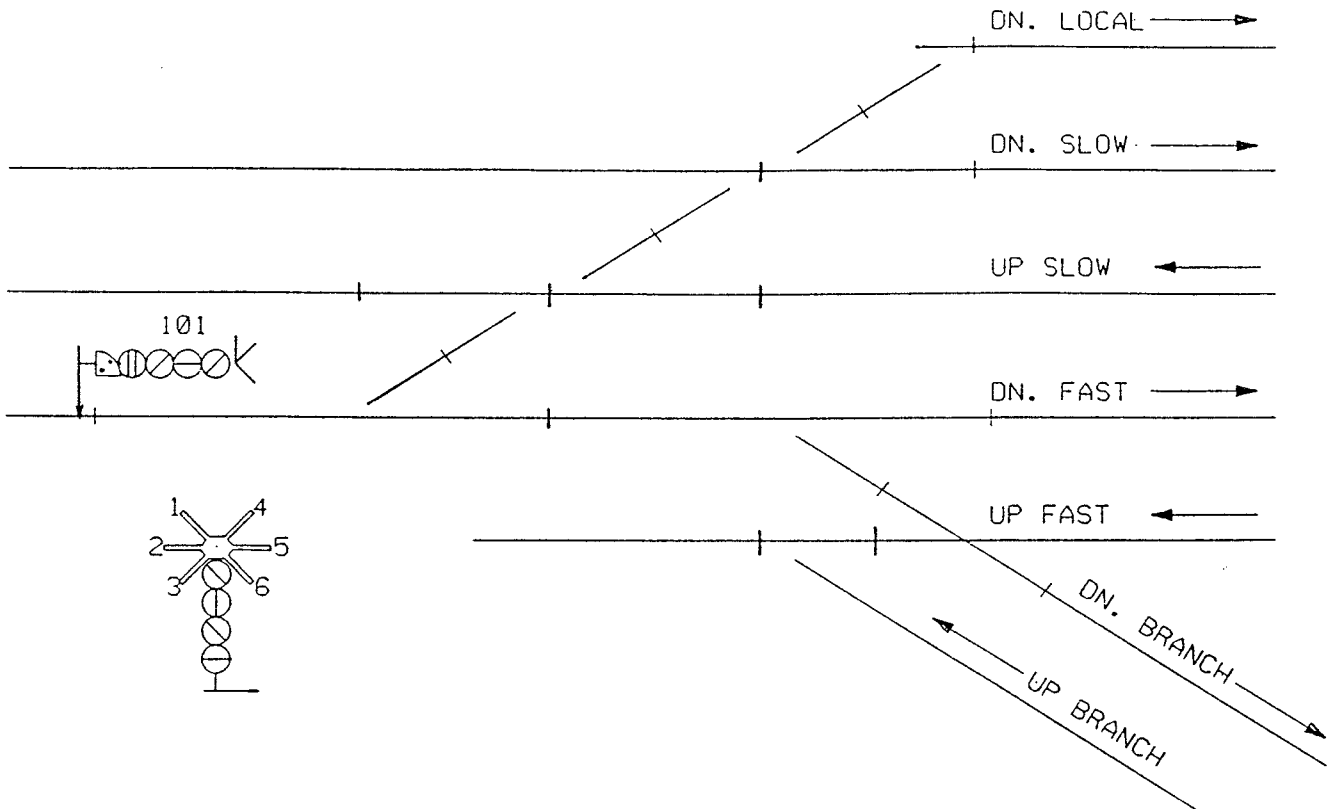 DN. LOCAL
DN. SLOW
UP SLOW
101
DN. FAST
1 4
2 5
3 6
UP FAST
DN. BRANCH
UP BRANCH